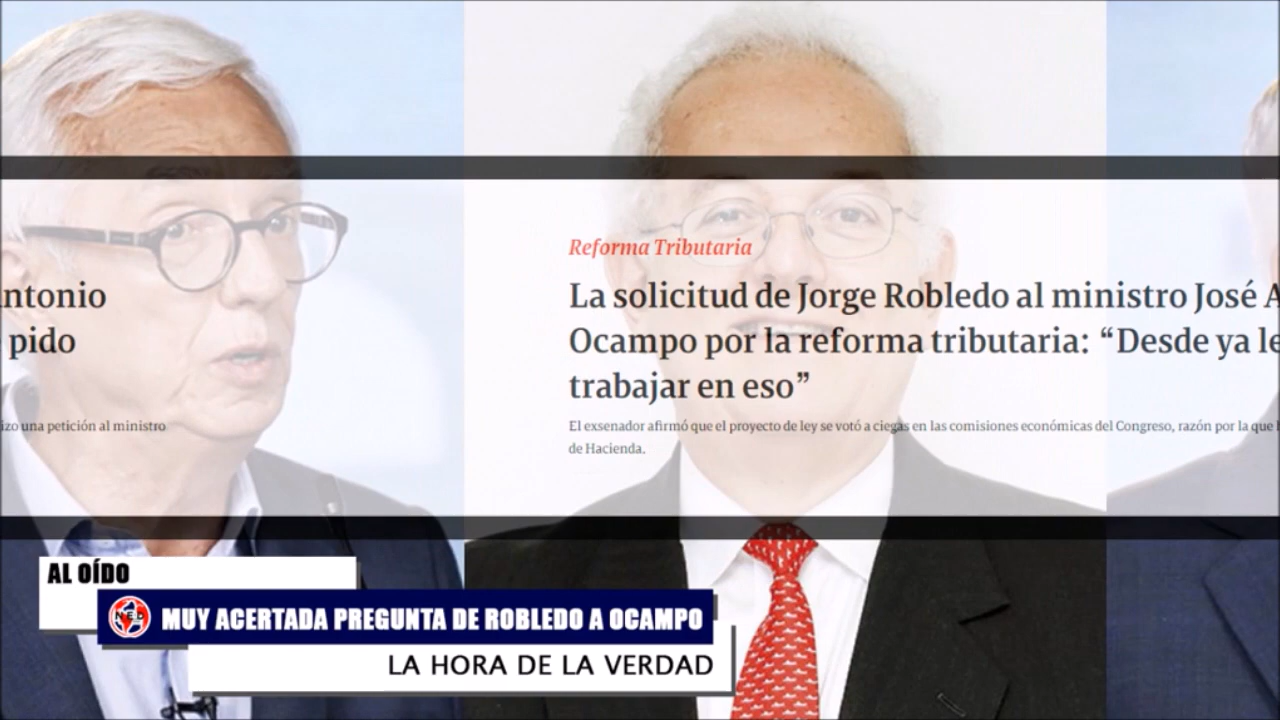 ntonio
pido
izo una petición al ministro
Reforma Tributaria
La solicitud de Jorge Robledo al ministro José A
Ocampo por la reforma tributaria: “Desde ya le
trabajar en eso”
El exsenador afirmó que el proyecto de ley se votó a ciegas en las comisiones económicas del Congreso, razón por la que h
de Hacienda.
AL OÍDO
MUY ACERTADA PREGUNTA DE ROBLEDO A OCAMPO
LA HORA DE LA VERDAD